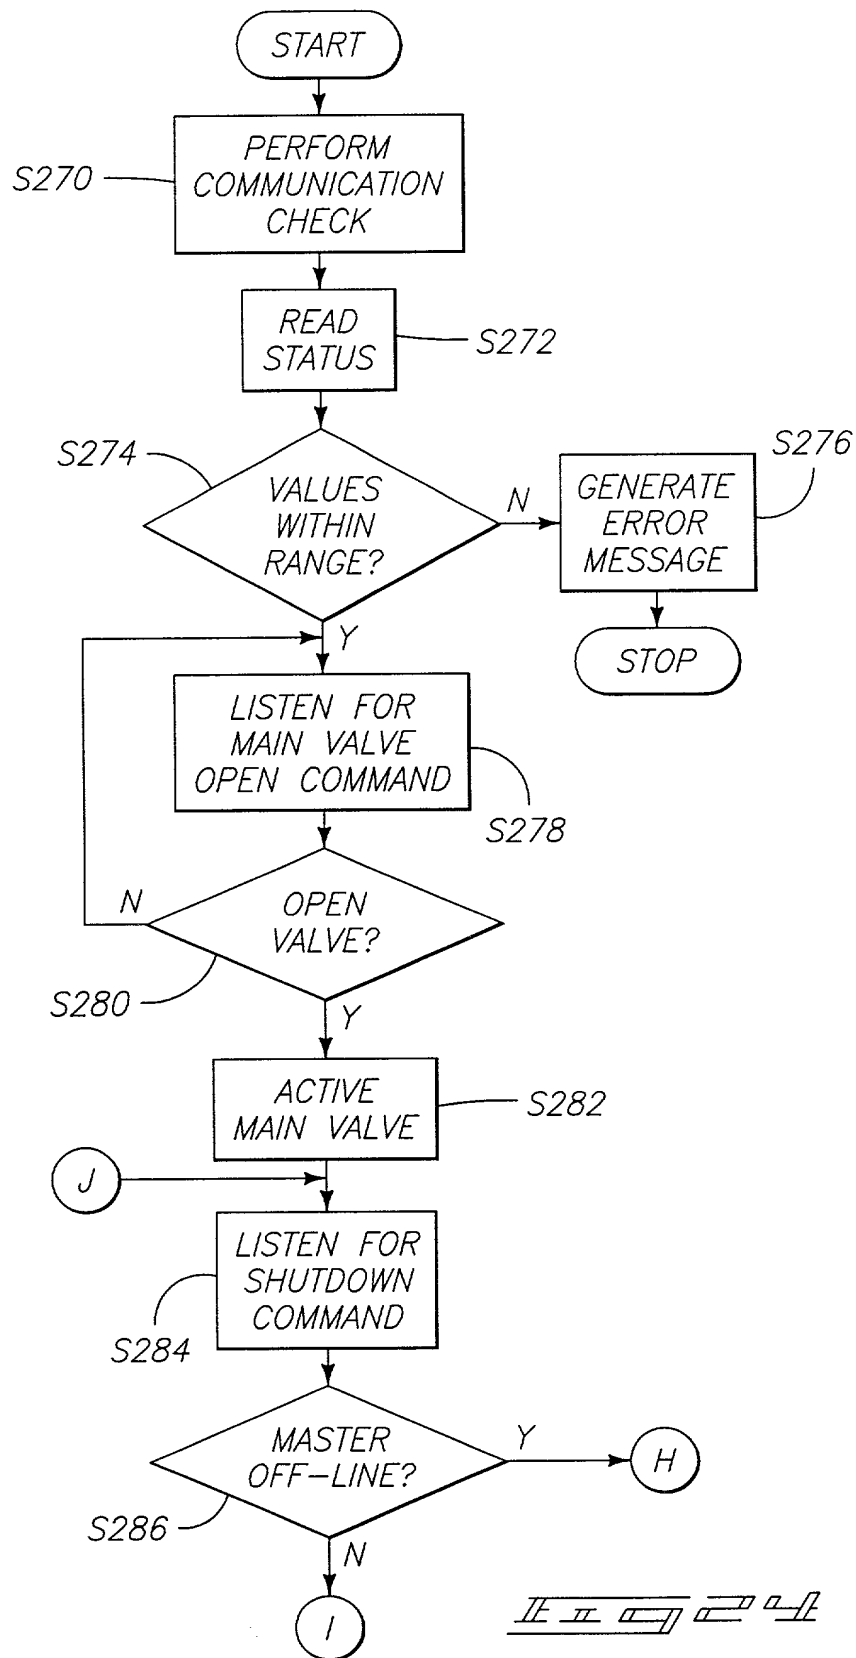 START
PERFORM
COMMUNICATION
CHECK
S270
READ
STATUS
S272
S274
VALUES
WITHIN
RANGE?
N
GENERATE
ERROR
MESSAGE
S276
Y
STOP
LISTEN FOR
MAIN VALVE
OPEN COMMAND
S278
N
OPEN
VALVE?
S280
Y
ACTIVE
MAIN VALVE
S282
J
LISTEN FOR
SHUTDOWN
COMMAND
S284
MASTER
OFF-LINE?
Y
H
S286
N
I
FIG 24